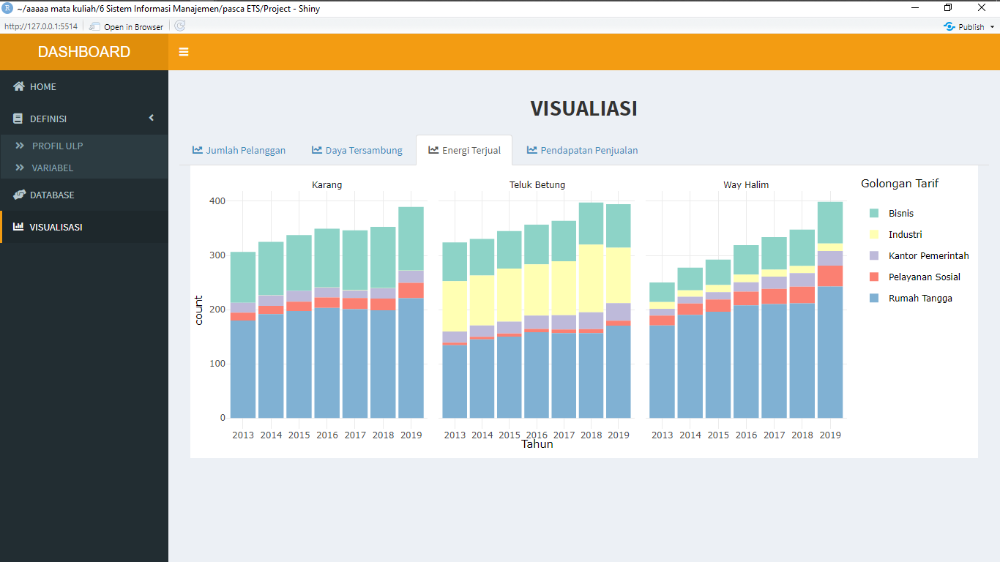 R ~/aaaaa mata kuliah/6 Sistem Informasi Manajemen/pasca ETS/Project - Shiny
http://127.0.0.1:5514 Open in Browser Publish
DASHBOARD
HOME
DEFINISI
PROFIL ULP
VARIABEL
DATABASE
VISUALISASI
VISUALIASI
Jumlah Pelanggan Daya Tersambung Energi Terjual Pendapatan Penjualan
Karang Teluk Betung Way Halim
400
300
200
100
0
count
2013 2014 2015 2016 2017 2018 2019 2013 2014 2015 2016 2017 2018 2019 2013 2014 2015 2016 2017 2018 2019
Tahun
Golongan Tarif
Bisnis
Industri
Kantor Pemerintah
Pelayanan Sosial
Rumah Tangga